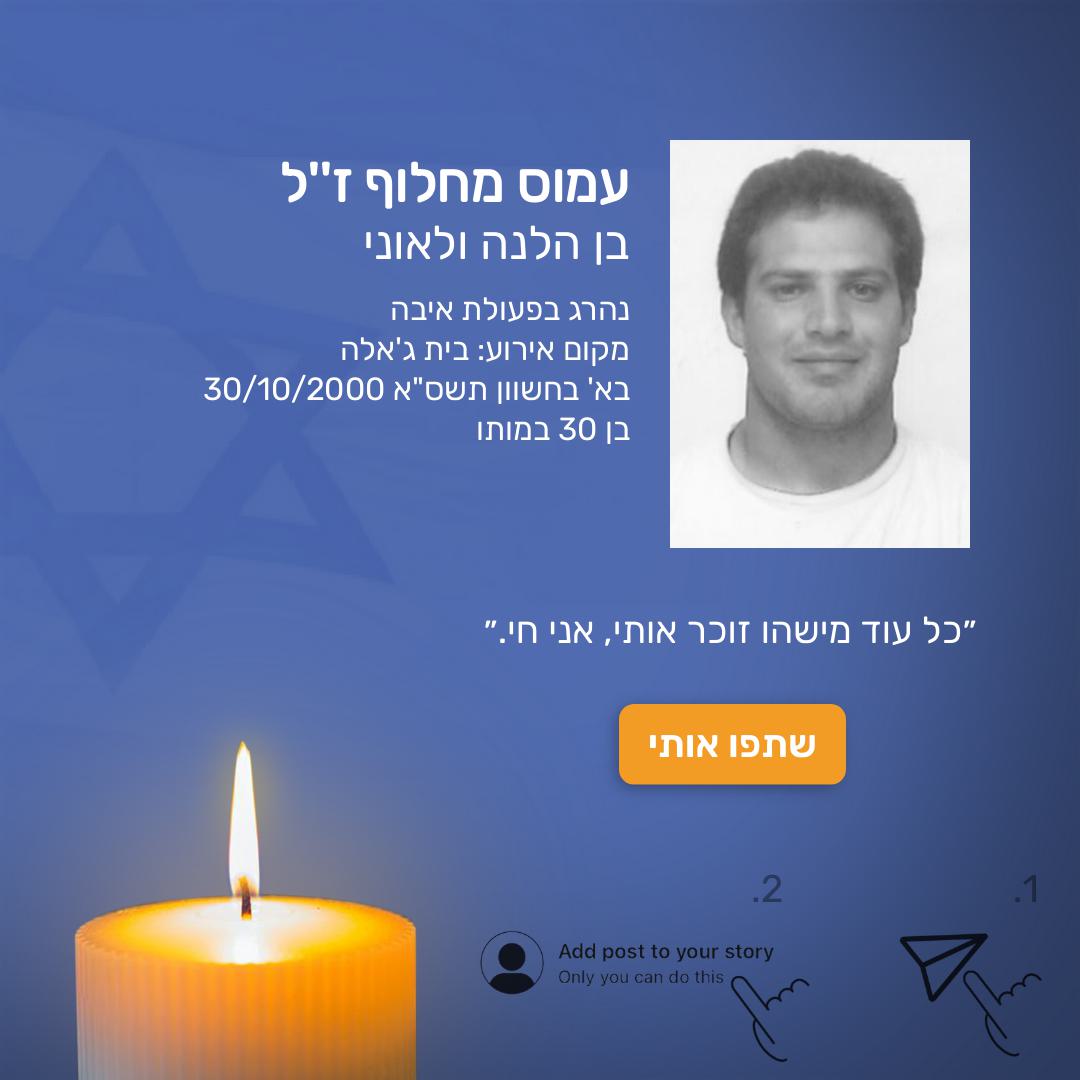 עמוס מחלוף ז"ל
בן הלנה ולאוני
נהרג בפעולת איבה
מקום אירוע: בית ג'אלה
בא' בחשוון תשס"א 30/10/2000
בן 30 במותו
״כל עוד מישהו זוכר אותי, אני חי.״
שתפו אותי
.1
.2
Add post to your story
Only you can do this